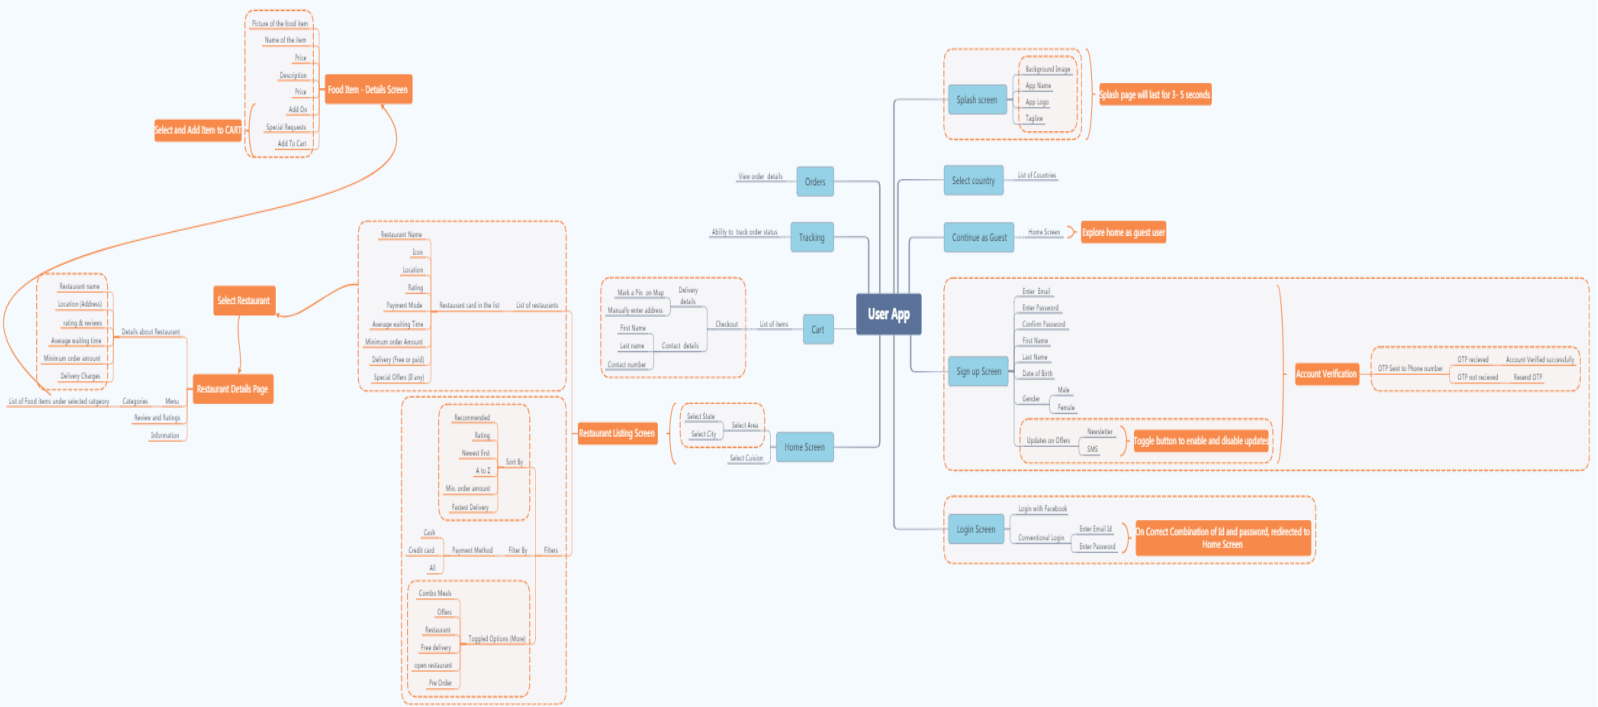 Picture of the food item
Name of the item
Price
Description
Price
Add On
Special Requests
Add To Cart
Food Item - Details Screen
Select and Add Item to CART
Restaurant name
Location (Address)
rating & reviews
Average waiting time
Minimum order amount
Delivery Charges
Details about Restaurant
List of Food items under selected catgeory
Categories
Menu
Review and Ratings
Information
Select Restaurant
Restaurant Details Page
Restaurant Name
Icon
Location
Rating
Payment Mode
Average waiting Time
Minimum order Amount
Delivery (Free or paid)
Special Offers (If any)
Restaurant card in the list
List of restaurants
Recommended
Rating
Newest first
A to Z
Min. order amount
Fastest Delivery
Sort By
Cash
Credit card
All
Payment Method
Filter By
Filters
Combo Meals
Offers
Restaurant
Free delivery
open restaurant
Pre Order
Toggled Options (More)
Restaurant Listing Screen
View order details
Orders
Ability to track order status
Tracking
Mark a Pin on Map
Manually enter address
Delivery
details
First Name
Last name
Contact number
Contact details
Checkout
List of items
Cart
Select State
Select City
Select Area
Select Cuision
Home Screen
User App
Splash screen
Background Image
App Name
App Logo
Tagline
Splash page will last for 3- 5 seconds
Select country
List of Countries
Continue as Guest
Home Screen
Explore home as guest user
Sign up Screen
Enter Email
Enter Password
Confirm Password
First Name
Last Name
Date of Birth
Gender
Male
Female
Updates on Offers
Newsletter
SMS
Toggle button to enable and disable updates
Account Verification
OTP Sent to Phone number
OTP recieved
Account Verified successfully
OTP not recieved
Resend OTP
Login Screen
Login with Facebook
Conventional Login
Enter Email Id
Enter Password
On Correct Combination of Id and password, redirected to
Home Screen